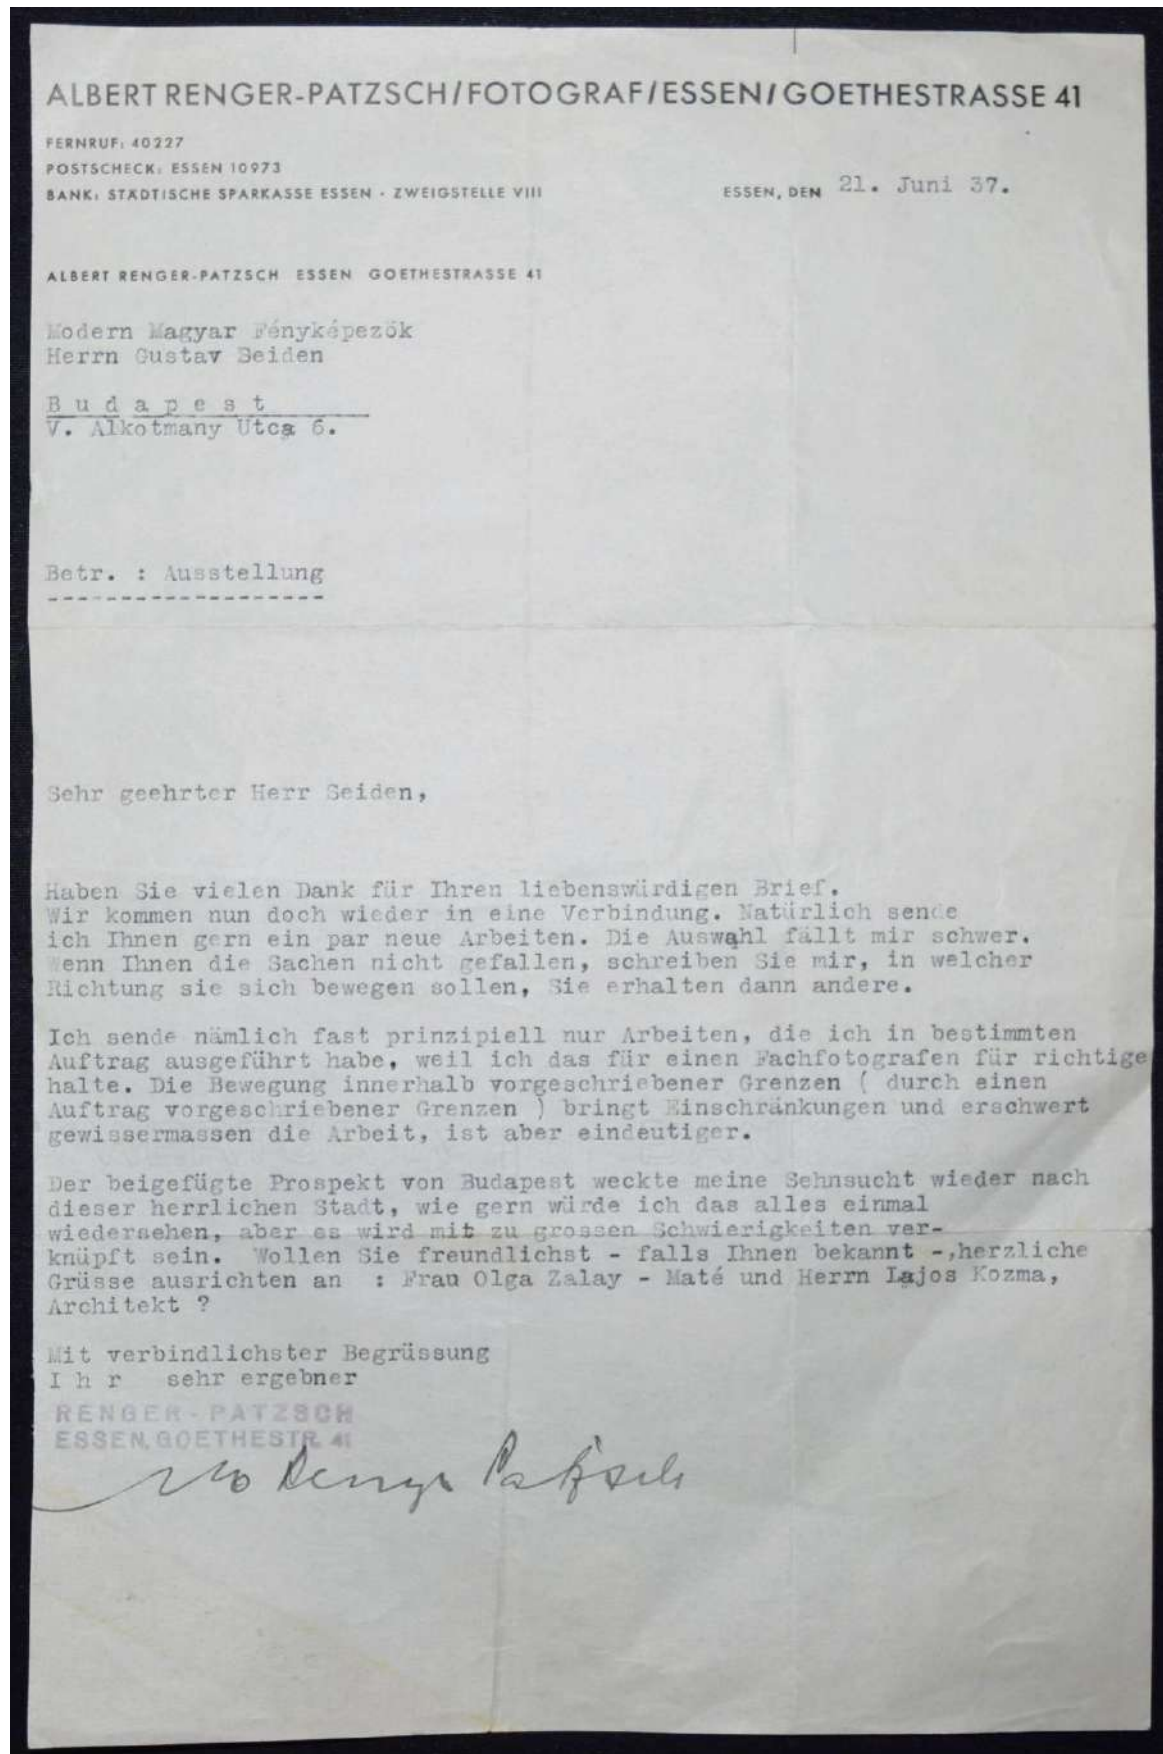 ALBERT RENGER-PATZSCH/FOTOGRAF/ESSEN/GOETHESTRASSE 41
FERNRUF: 40227
POSTSCHECK: ESSEN 10973
BANK: STÄDTISCHE SPARKASSE ESSEN - ZWEIGSTELLE VIII
ESSEN, DEN 21. Juni 37.
ALBERT RENGER-PATZSCH ESSEN GOETHESTRASSE 41
Modern Magyar Fényképezök
Herrn Gustav Seiden
B u d a p e s t
V. Alkotmany Utca 6.
Betr. : Ausstellung
Sehr geehrter Herr Seiden,
Haben Sie vielen Dank für Ihren liebenswürdigen Brief.
Wir kommen nun doch wieder in eine Verbindung. Natürlich sende
ich Ihnen gern ein par neue Arbeiten. Die Auswahl fällt mir schwer.
Wenn Ihnen die Sachen nicht gefallen, schreiben Sie mir, in welcher
Richtung sie sich bewegen sollen, Sie erhalten dann andere.
Ich sende nämlich fast prinzipiell nur Arbeiten, die ich in bestimmten
Auftrag ausgeführt habe, weil ich das für einen Fachfotografen für richtige
halte. Die Bewegung innerhalb vorgeschriebener Grenzen ( durch einen
Auftrag vorgeschriebener Grenzen ) bringt Einschränkungen und erschwert
gewissermassen die Arbeit, ist aber eindeutiger.
Der beigefügte Prospekt von Budapest weckte meine Sehnsucht wieder nach
dieser herrlichen Stadt, wie gern würde ich das alles einmal
wiedersehen, aber es wird mit zu grossen Schwierigkeiten ver-
knüpft sein. Wollen Sie freundlichst - falls Ihnen bekannt -,herzliche
Grüsse ausrichten an : Frau Olga Zalay - Maté und Herrn Lajos Kozma,
Architekt ?
Mit verbindlichster Begrüssung
I h r sehr ergebner
RENGER-PATZSCH
ESSEN, GOETHESTR. 41
Renger Patzsch